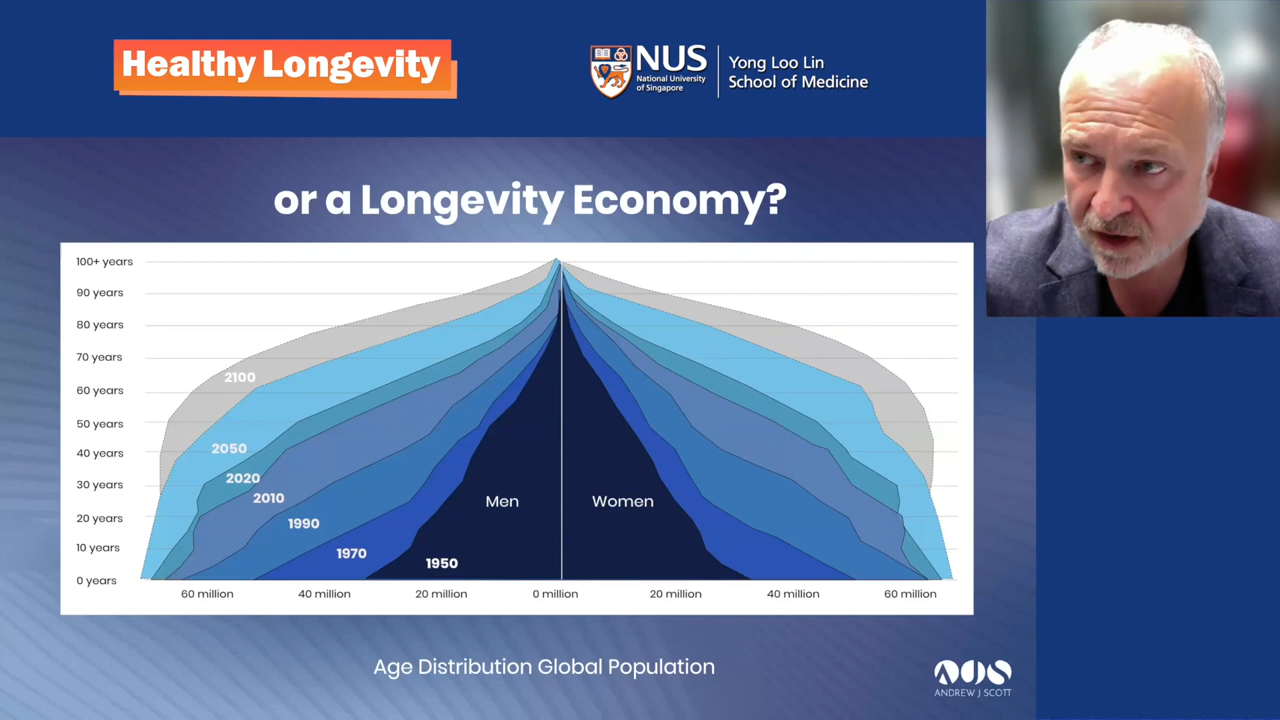 Healthy Longevity
NUS
National University
of Singapore
Yong Loo Lin
School of Medicine
or a Longevity Economy?
100+ years
90 years
80 years
70 years
60 years
50 years
40 years
30 years
20 years
10 years
0 years
2100
2050
2020
2010
1990
1970
1950
Men
Women
60 million
40 million
20 million
0 million
20 million
40 million
60 million
Age Distribution Global Population
AJS
ANDREW J SCOTT